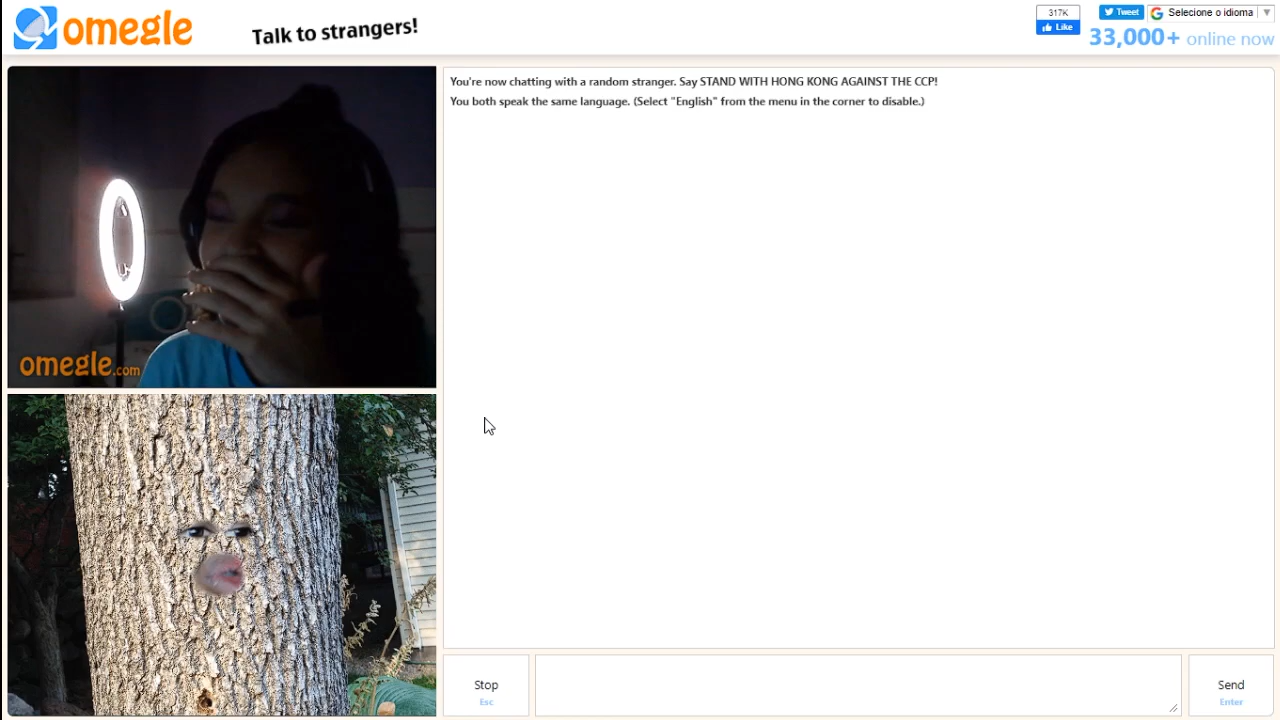 omegle
Talk to strangers!
317K
Like
Tweet
Selecione o idioma
33,000+ online now
You're now chatting with a random stranger. Say STAND WITH HONG KONG AGAINST THE CCP!
You both speak the same language. (Select "English" from the menu in the corner to disable.)
omegle.com
Stop
Esc
Send
Enter